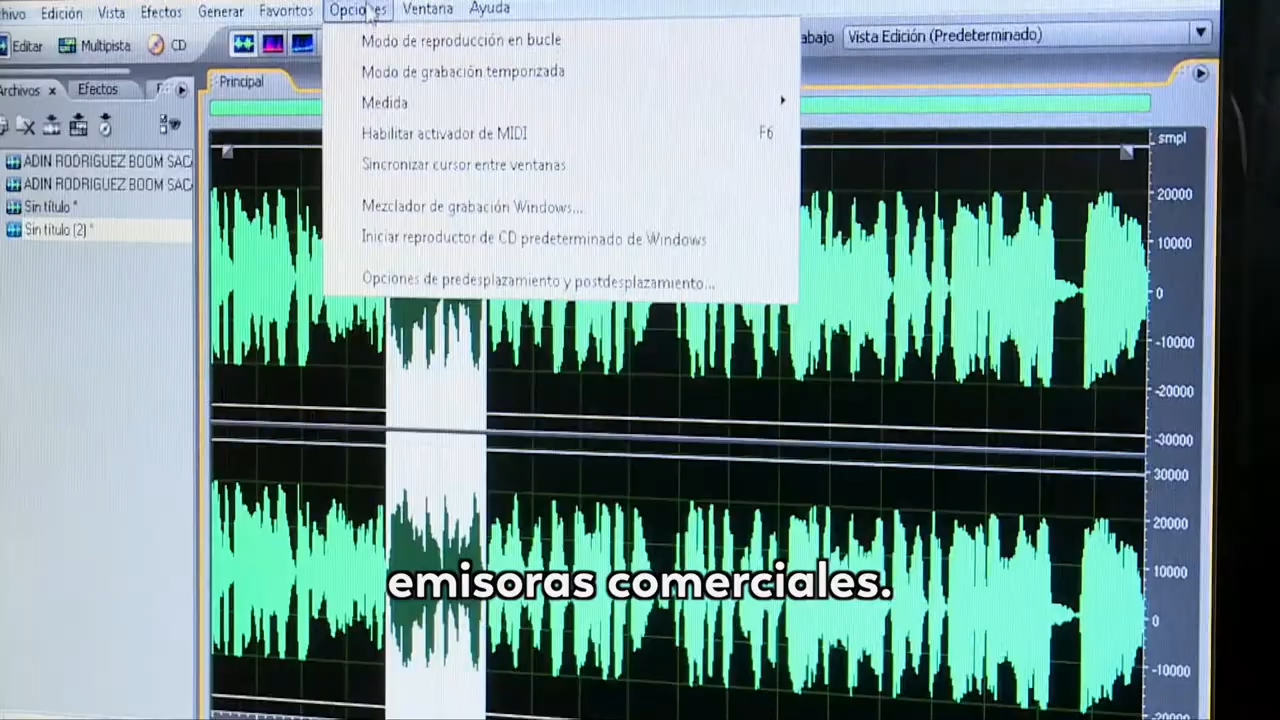 hivo Edición Vista Efectos Generar Favoritos Opciones Ventana Ayuda
Editar Multipista CD
abajo Vista Edición (Predeterminado)
Archivos x Efectos F
Principal
Modo de reproducción en bucle
Modo de grabación temporizada
Medida
Habilitar activador de MIDI F6
Sincronizar cursor entre ventanas
Mezclador de grabación Windows...
Iniciar reproductor de CD predeterminado de Windows
Opciones de predesplazamiento y postdesplazamiento...
ADIN RODRIGUEZ BOOM SAC
ADIN RODRIGUEZ BOOM SAC
Sin título *
Sin título [2] *
smpl
20000
10000
0
-10000
-20000
-30000
30000
20000
10000
0
-10000
-20000
emisoras comerciales.